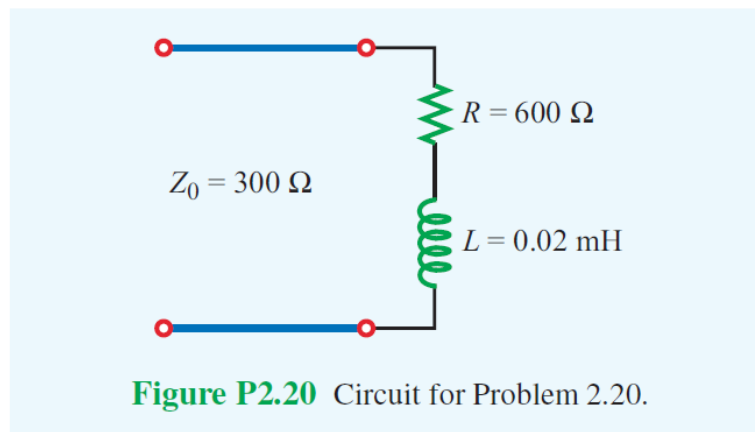 R = 600 Ω
Z₀ = 300 Ω
L = 0.02 mH
Figure P2.20 Circuit for Problem 2.20.